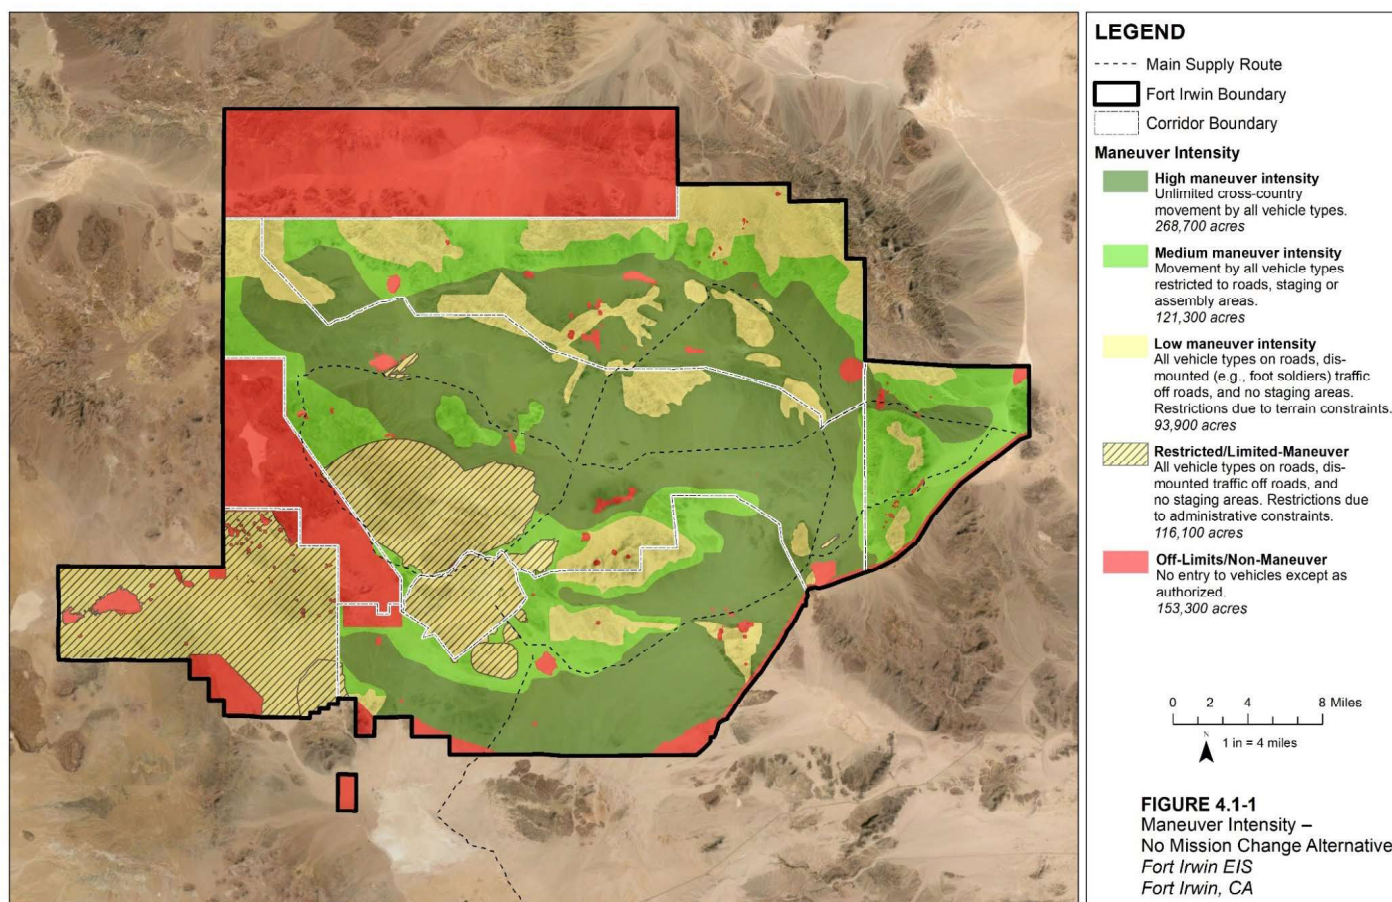 LEGEND
Main Supply Route
Fort Irwin Boundary
Corridor Boundary
Maneuver Intensity
High maneuver intensity
Unlimited cross-country
movement by all vehicle types.
268,700 acres
Medium maneuver intensity
Movement by all vehicle types
restricted to roads, staging or
assembly areas.
121,300 acres
Low maneuver intensity
All vehicle types on roads, dis-
mounted (e.g., foot soldiers) traffic
off roads, and no staging areas.
Restrictions due to terrain constraints.
93,900 acres
Restricted/Limited-Maneuver
All vehicle types on roads, dis-
mounted traffic off roads, and
no staging areas. Restrictions due
to administrative constraints.
116,100 acres
Off-Limits/Non-Maneuver
No entry to vehicles except as
authorized.
153,300 acres
0 2 4 8 Miles
N
1 in = 4 miles
FIGURE 4.1-1
Maneuver Intensity –
No Mission Change Alternative
Fort Irwin EIS
Fort Irwin, CA